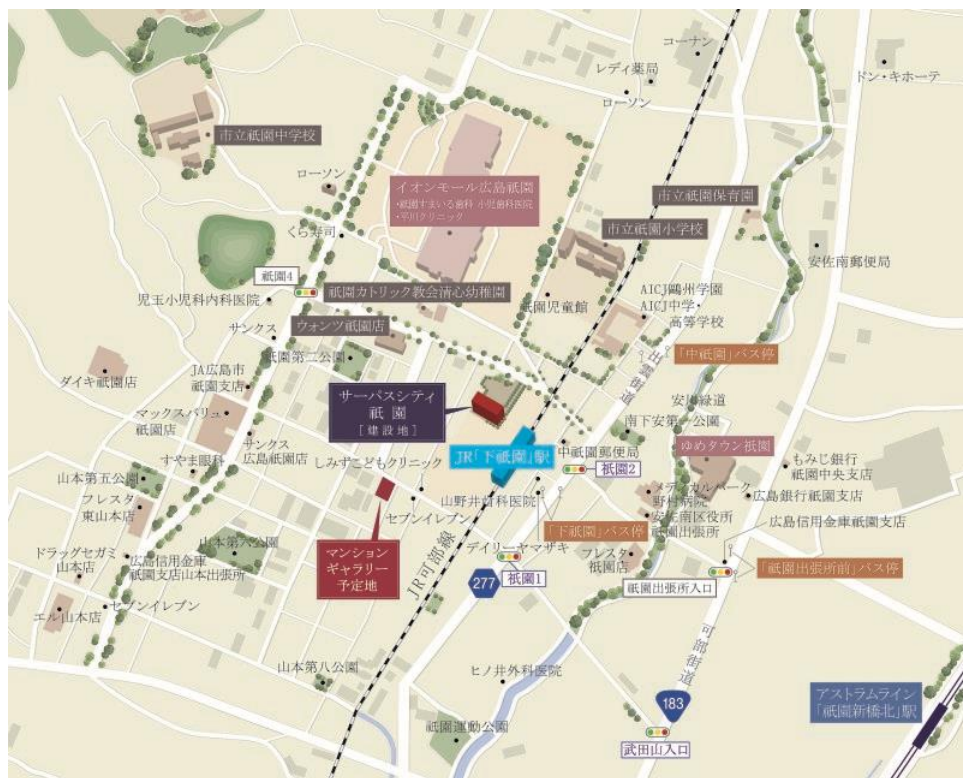 コーナン
レディ薬局
ローソン
ドン・キホーテ
市立祇園中学校
ローソン
イオンモール広島祇園
・祇園すまいる歯科 小児歯科医院
・平川クリニック
市立祇園保育園
くら寿司
市立祇園小学校
安佐南郵便局
祇園4
児玉小児科内科医院
祇園カトリック教会清心幼稚園
祇園児童館
AICJ鷗州学園
AICJ中学・
高等学校
サンクス
ウォンツ祇園店
祇園第二公園
出雲街道
「中祇園」バス停
ダイキ祇園店
JA広島市
祇園支店
サーパスシティ
祇園
[建設地]
安川緑道
マックスバリュ
祇園店
南下安第一公園
サンクス
広島祇園店
JR「下祇園」駅
中祇園郵便局
祇園2
ゆめタウン祇園
すやま眼科
しみずこどもクリニック
もみじ銀行
祇園中央支店
山本第五公園
フレスタ
東山本店
セブンイレブン
山野井歯科医院
メディカルパーク
野村病院
広島銀行祇園支店
安佐南区役所
祇園出張所
広島信用金庫祇園支店
「下祇園」バス停
山本第六公園
マンション
ギャラリー
予定地
JR可部線
デイリーヤマザキ
フレスタ
祇園店
「祇園出張所前」バス停
ドラッグセガミ
山本店
広島信用金庫
祇園支店山本出張所
277
祇園1
祇園出張所入口
セブンイレブン
エル山本店
可部街道
山本第八公園
ヒノ井外科医院
アストラムライン
「祇園新橋北」駅
183
祇園運動公園
武田山入口